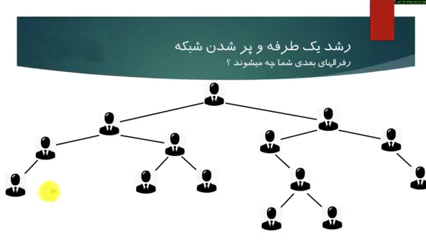 رشد یک طرفه و پر شدن شبکه
رفرالهای بعدی شما چه میشوند ؟